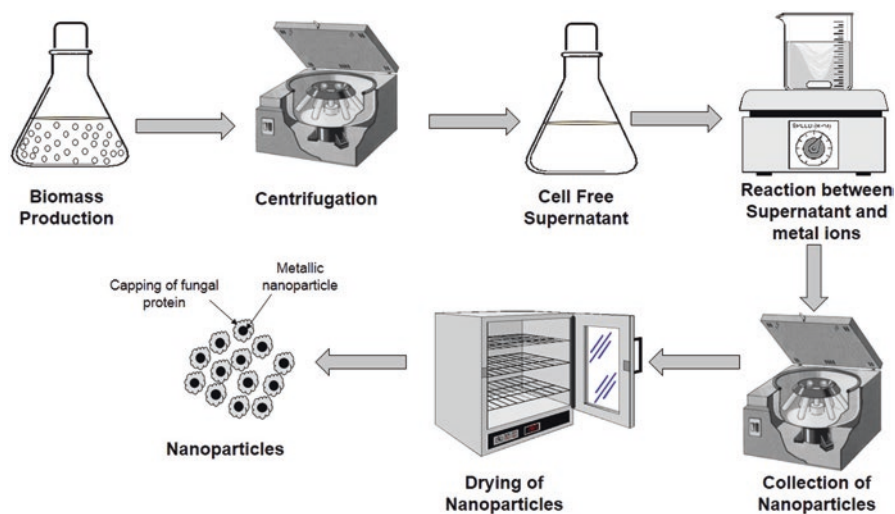 Biomass
Production
Centrifugation
Cell Free
Supernatant
Reaction between
Supernatant and
metal ions
Capping of fungal
protein
Metallic
nanoparticle
Nanoparticles
Drying of
Nanoparticles
Collection of
Nanoparticles